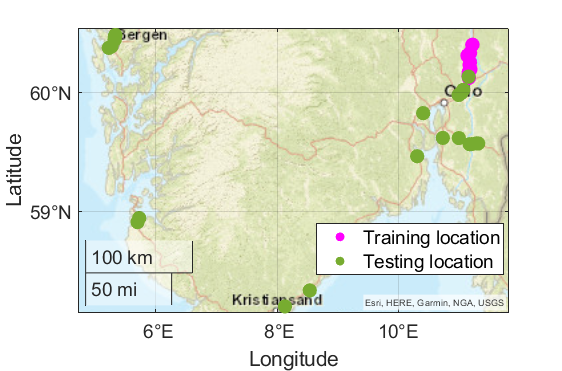 Bergen
60°N
Oslo
Latitude
59°N
Training location
Testing location
100 km
50 mi
Kristiansand
Esri, HERE, Garmin, NGA, USGS
6°E
8°E
10°E
Longitude